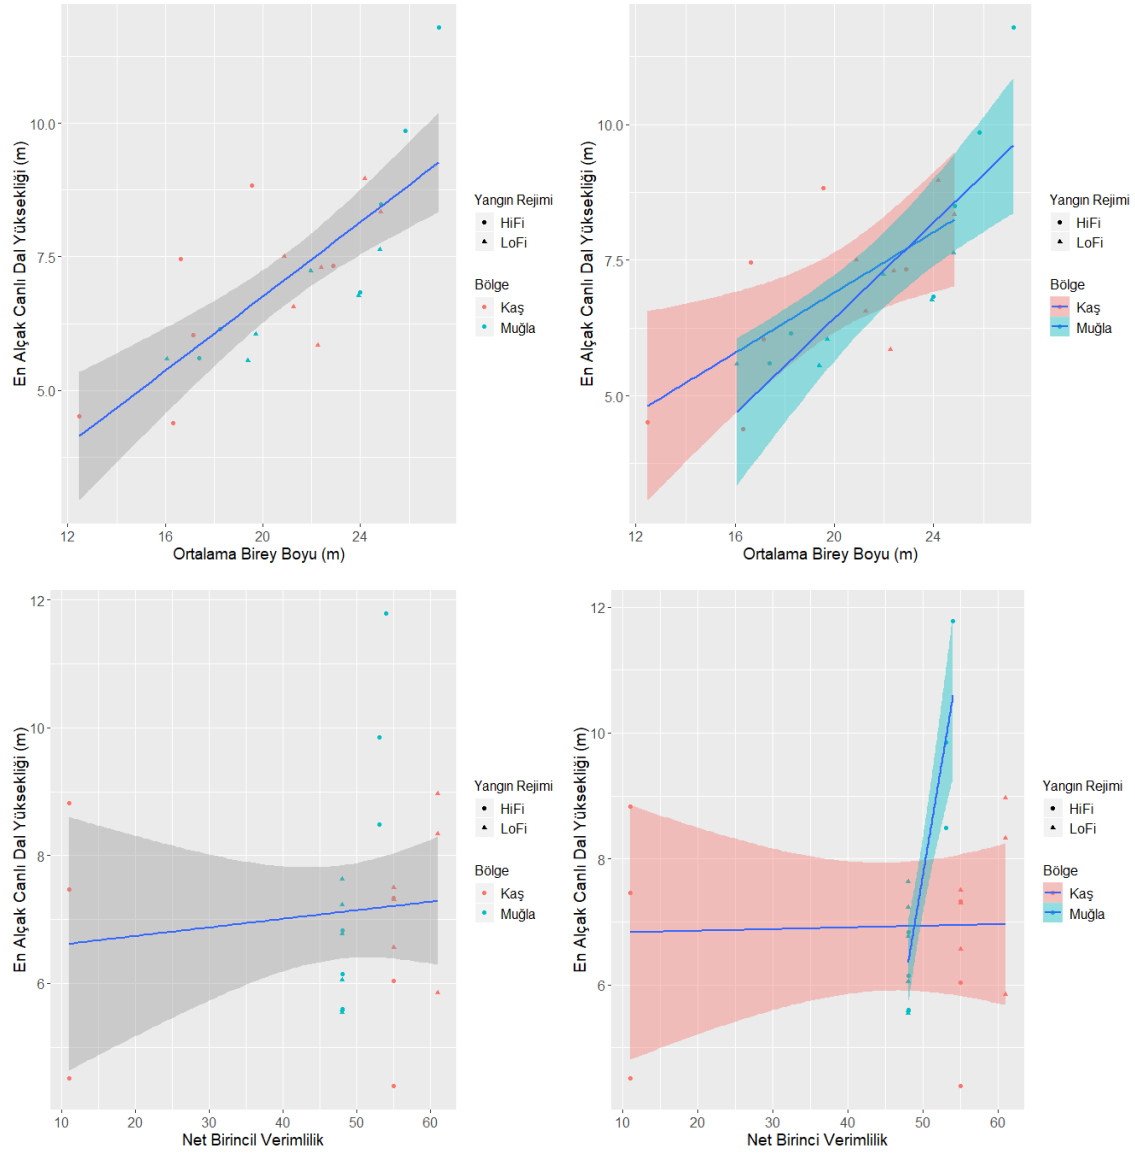 10.0
7.5
5.0
En Alçak Canlı Dal Yüksekliği (m)
12
16
20
24
Ortalama Birey Boyu (m)
Yangın Rejimi
HiFi
LoFi
Bölge
Kaş
Muğla
10.0
7.5
5.0
En Alçak Canlı Dal Yüksekliği (m)
12
16
20
24
Ortalama Birey Boyu (m)
Yangın Rejimi
HiFi
LoFi
Bölge
Kaş
Muğla
12
10
8
6
En Alçak Canlı Dal Yüksekliği (m)
10
20
30
40
50
60
Net Birincil Verimlilik
Yangın Rejimi
HiFi
LoFi
Bölge
Kaş
Muğla
12
10
8
6
En Alçak Canlı Dal Yüksekliği (m)
10
20
30
40
50
60
Net Birinci Verimlilik
Yangın Rejimi
HiFi
LoFi
Bölge
Kaş
Muğla